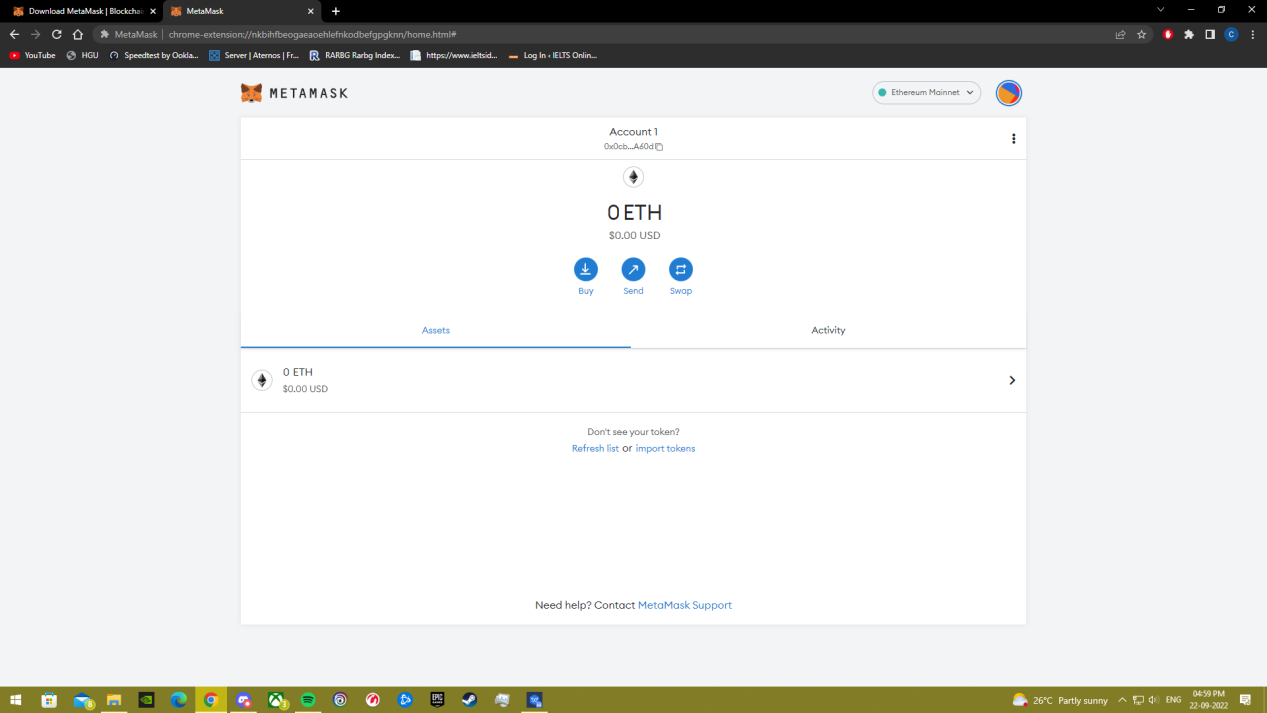 Download MetaMask | Blockchai
MetaMask
MetaMask | chrome-extension://nkbihfbeogaeaoehlefnkodbefgpgknn/home.html#
C
YouTube HGU Speedtest by Ookla... Server | Aternos | Fr... RARBG Rarbg Index... https://www.ieltsid... Log In ‹ IELTS Onlin...
METAMASK
Ethereum Mainnet
Account 1
0x0cb...A60d
0 ETH
$0.00 USD
Buy Send Swap
Assets Activity
0 ETH
$0.00 USD
Don't see your token?
Refresh list or import tokens
Need help? Contact MetaMask Support
26°C Partly sunny ENG
04:59 PM
22-09-2022